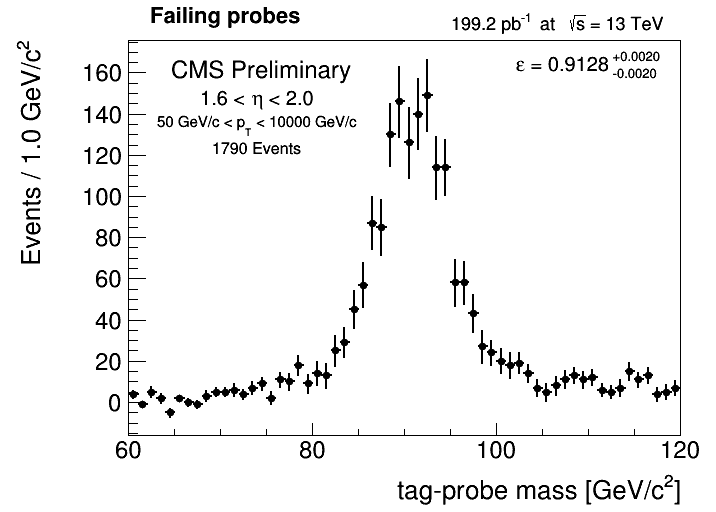 Failing probes
199.2 pb⁻¹ at √s = 13 TeV
CMS Preliminary
1.6 < η < 2.0
50 GeV/c < p_T < 10000 GeV/c
1790 Events
ε = 0.9128 +0.0020 -0.0020
Events / 1.0 GeV/c²
160
140
120
100
80
60
40
20
0
60 80 100 120
tag-probe mass [GeV/c²]